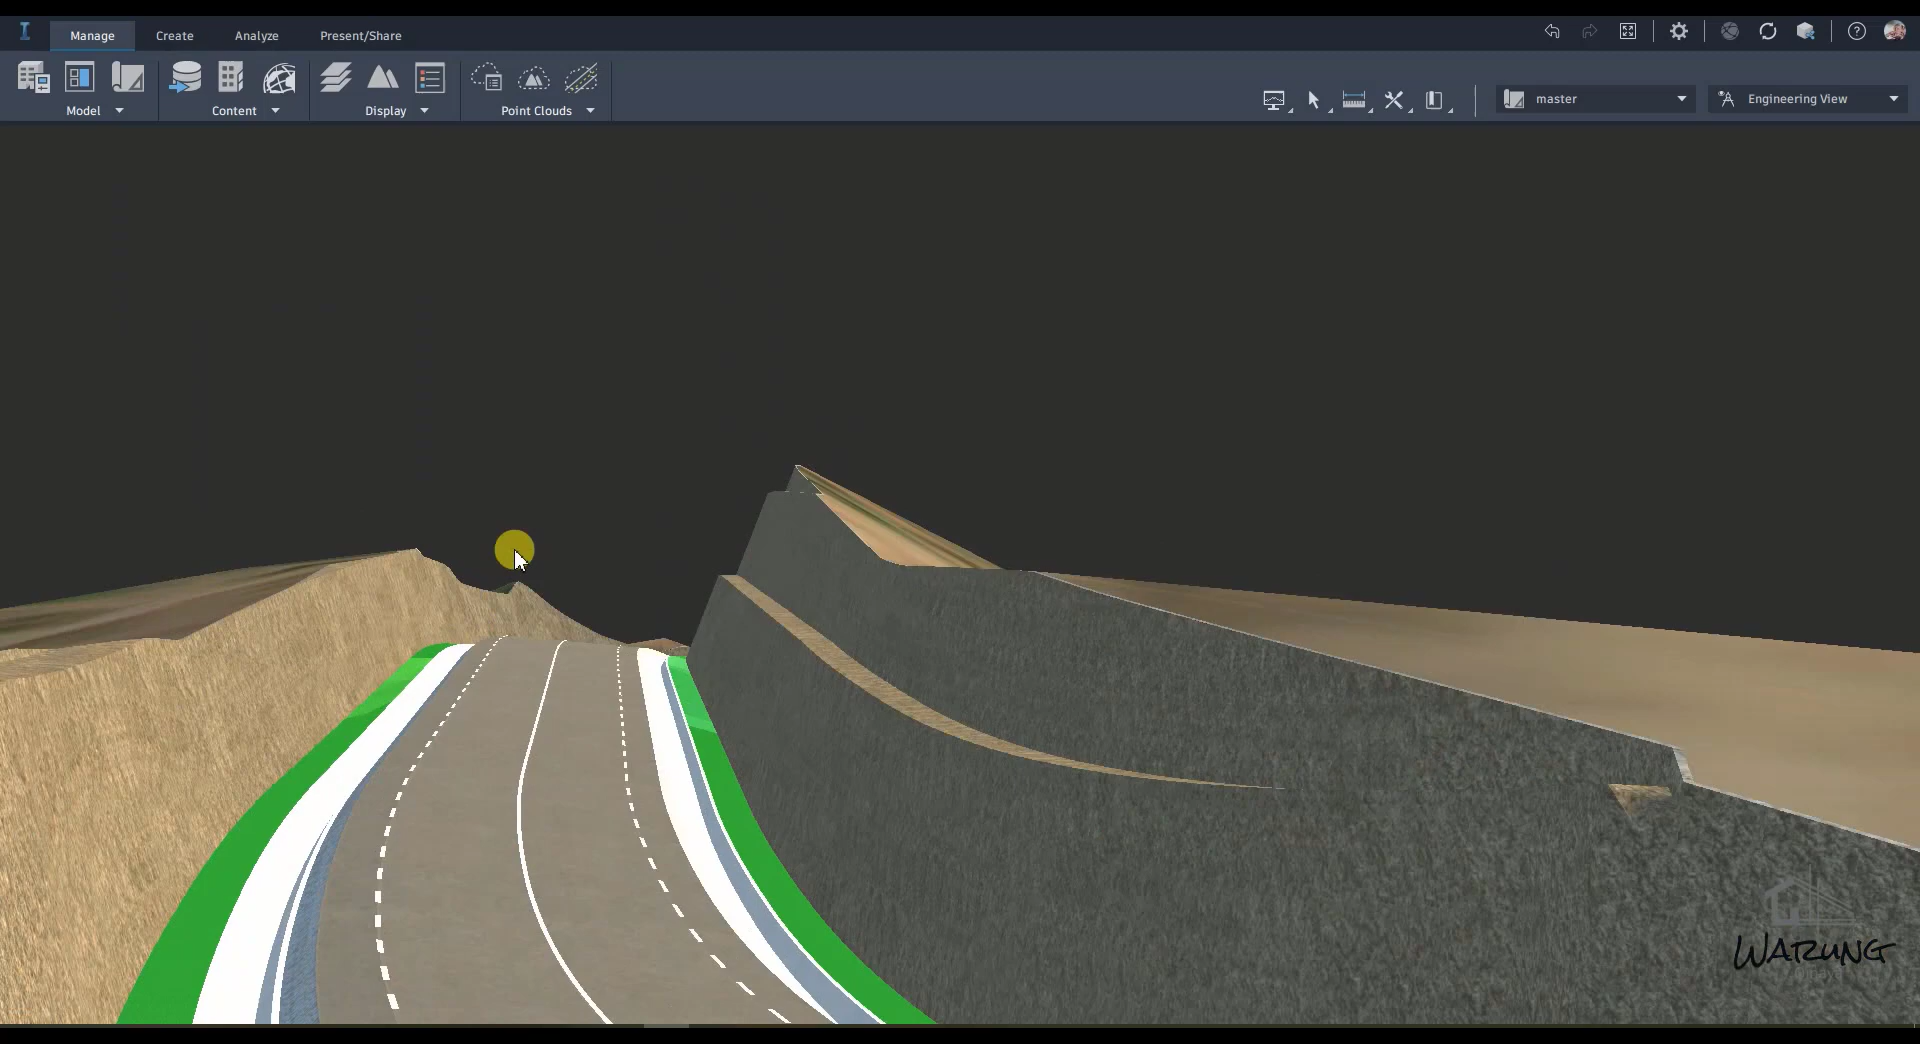 Manage Create Analyze Present/Share
Model Content Display Point Clouds
master Engineering View
WARUNG